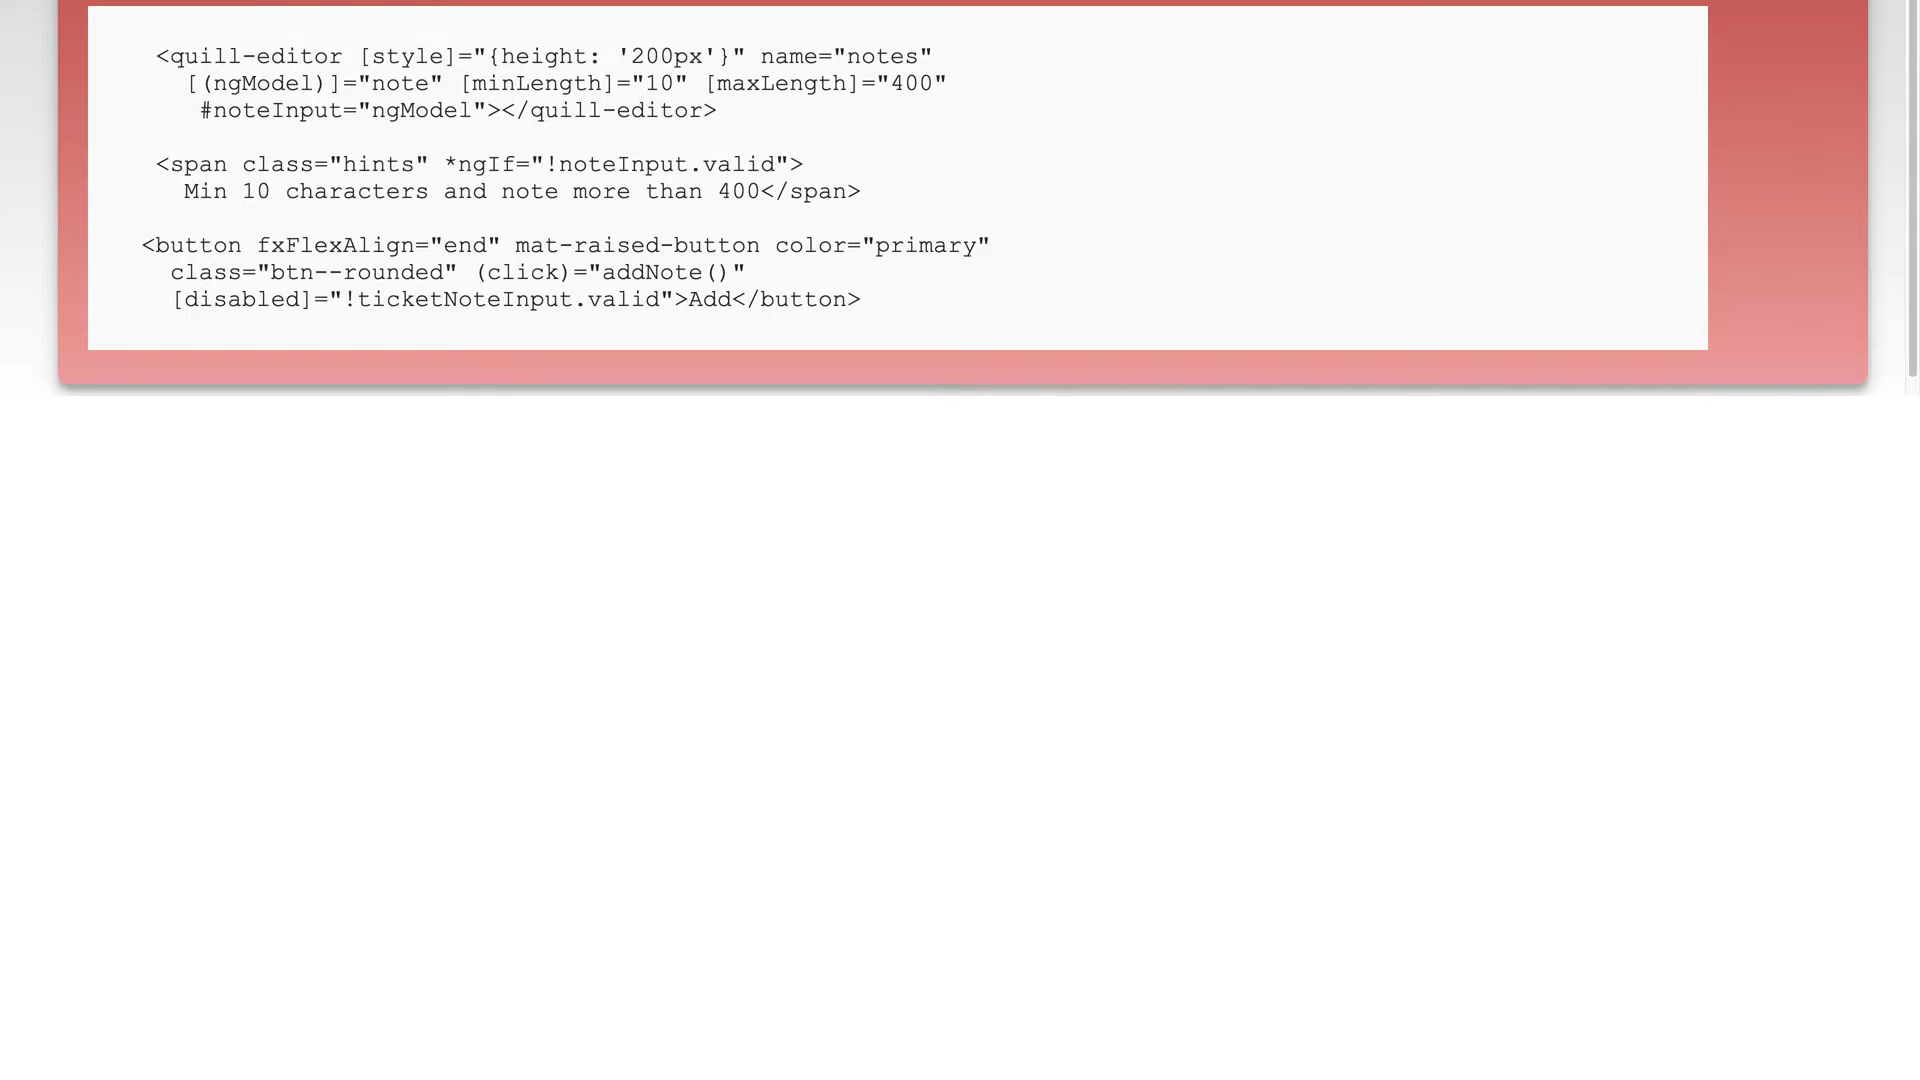 <quill-editor [style]="{height: '200px'}" name="notes"
[(ngModel)]="note" [minLength]="10" [maxLength]="400"
#noteInput="ngModel"></quill-editor>
<span class="hints" *ngIf="!noteInput.valid">
Min 10 characters and note more than 400</span>
<button fxFlexAlign="end" mat-raised-button color="primary"
class="btn--rounded" (click)="addNote()"
[disabled]="!ticketNoteInput.valid">Add</button>